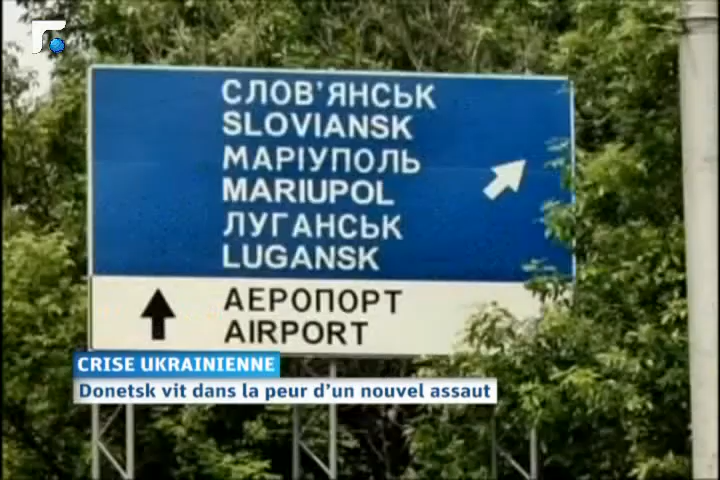 СЛОВ'ЯНСЬК
SLOVIANSK
МАРІУПОЛЬ
MARIUPOL
ЛУГАНСЬК
LUGANSK
АЕРОПОРТ
AIRPORT
CRISE UKRAINIENNE
Donetsk vit dans la peur d'un nouvel assaut